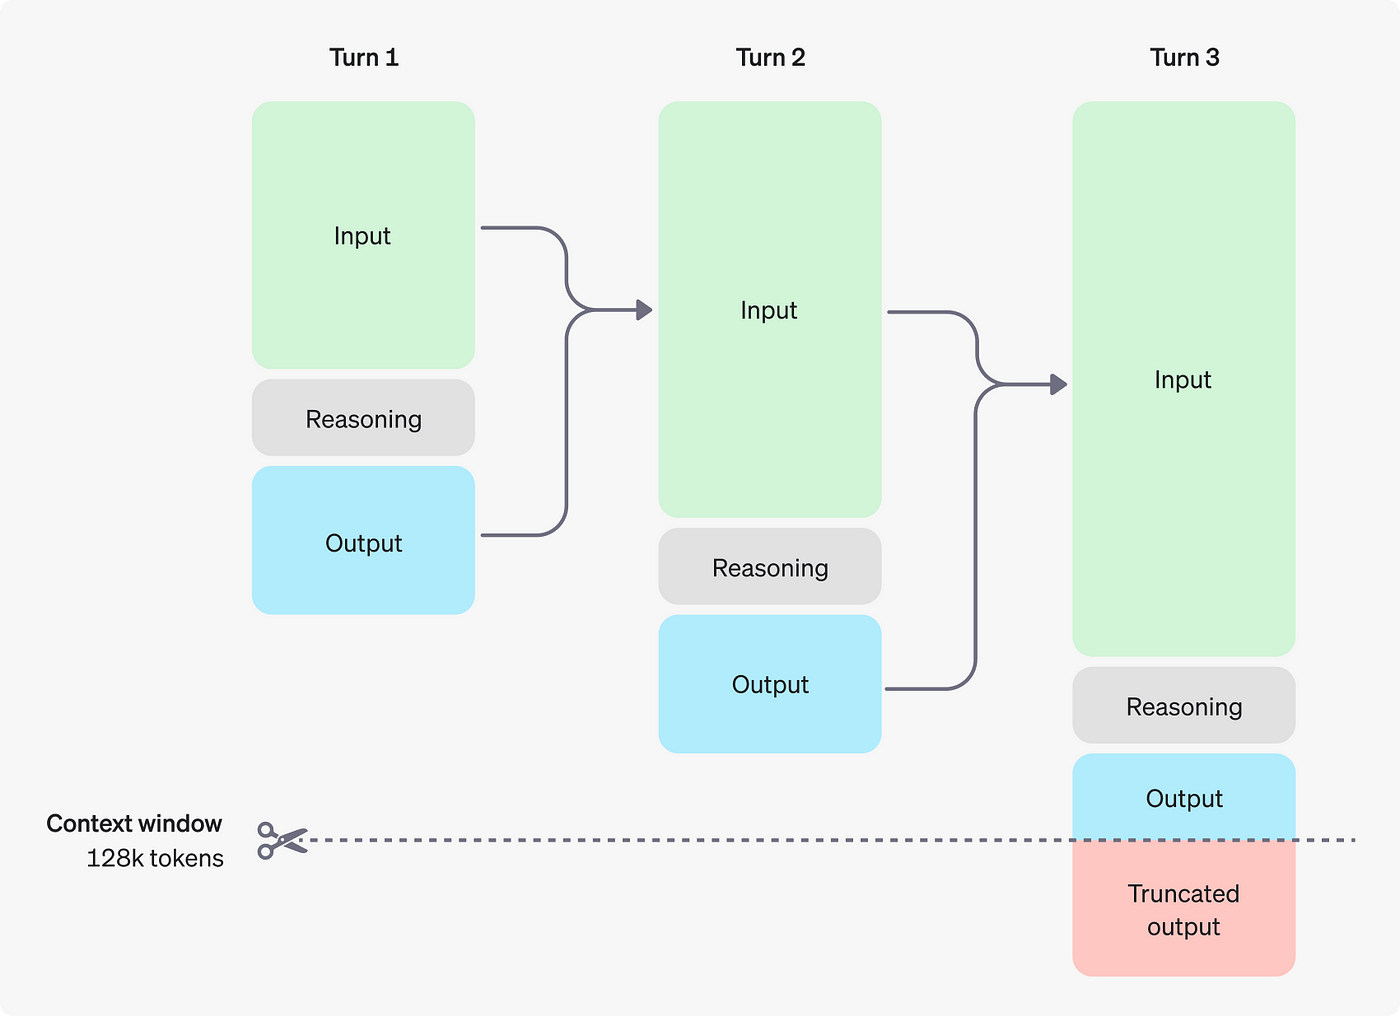 Turn 1
Turn 2
Turn 3
Input
Reasoning
Output
Input
Reasoning
Output
Input
Reasoning
Output
Truncated
output
Context window
128k tokens